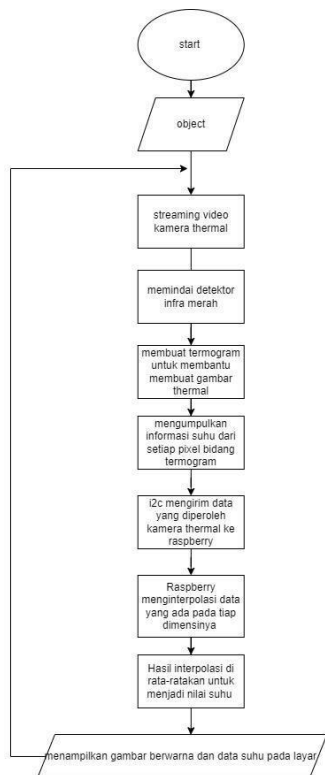 start
object
streaming video
kamera thermal
memindai detektor
infra merah
membuat termogram
untuk membantu
membuat gambar
thermal
mengumpulkan
informasi suhu dari
setiap pixel bidang
termogram
i2c mengirim data
yang diperoleh
kamera thermal ke
raspberry
Raspberry
menginterpolasi data
yang ada pada tiap
dimensinya
Hasil interpolasi di
rata-ratakan untuk
menjadi nilai suhu
menampilkan gambar berwarna dan data suhu pada layar